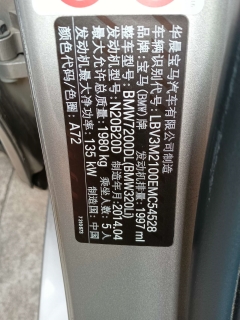 华晨宝马汽车有限公司制造
车辆识别代号：LBV3M2100EMC54528
品牌：宝马(BMW)牌 发动机排量：1997 ml
整车型号：BMW7200DL(BMW320Li)
发动机型号：N20B20D 制造年月：2014.04
最大允许总质量：1980 kg 乘坐人数：5 人
发动机最大净功率：135 kW 制造国：中国
颜色代码/色圈：A72